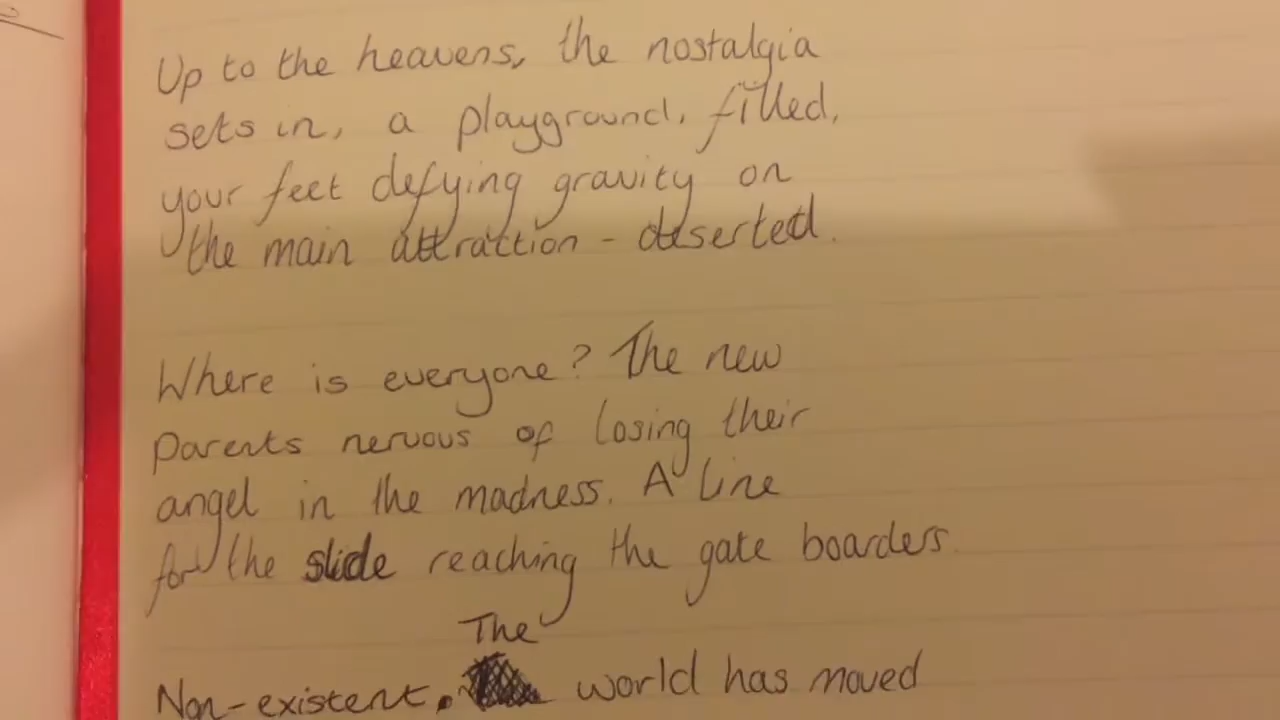 Up to the heavens, the nostalgia
sets in, a playground, filled,
your feet defying gravity on
the main attraction - deserted.
Where is everyone? The new
parents nervous of losing their
angel in the madness. A line
for the slide reaching the gate boarders.
The
Non-existent. world has moved